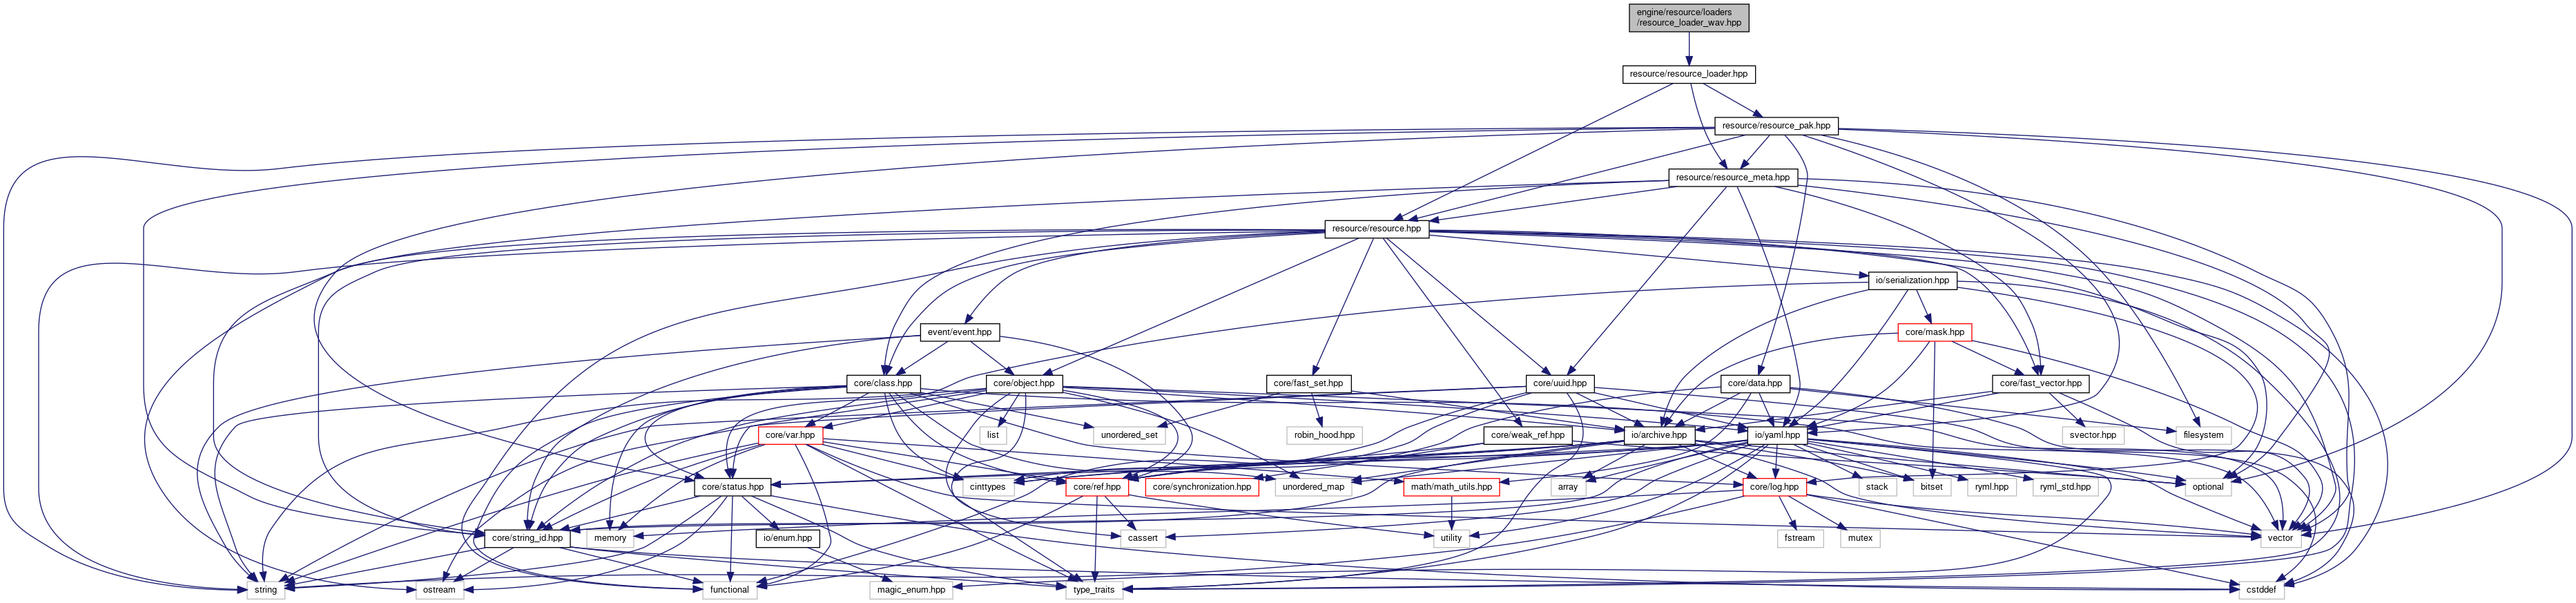 engine/resource/loaders
/resource_loader_wav.hpp
resource/resource_loader.hpp
resource/resource_pak.hpp
resource/resource_meta.hpp
resource/resource.hpp
io/serialization.hpp
event/event.hpp
core/mask.hpp
core/class.hpp
core/object.hpp
core/fast_set.hpp
core/uuid.hpp
core/data.hpp
core/fast_vector.hpp
core/var.hpp
list
unordered_set
robin_hood.hpp
core/weak_ref.hpp
io/archive.hpp
io/yaml.hpp
svector.hpp
filesystem
core/status.hpp
cinttypes
core/ref.hpp
core/synchronization.hpp
unordered_map
math/math_utils.hpp
array
core/log.hpp
stack
bitset
ryml.hpp
ryml_std.hpp
optional
core/string_id.hpp
memory
io/enum.hpp
cassert
utility
fstream
mutex
vector
string
ostream
functional
magic_enum.hpp
type_traits
cstddef